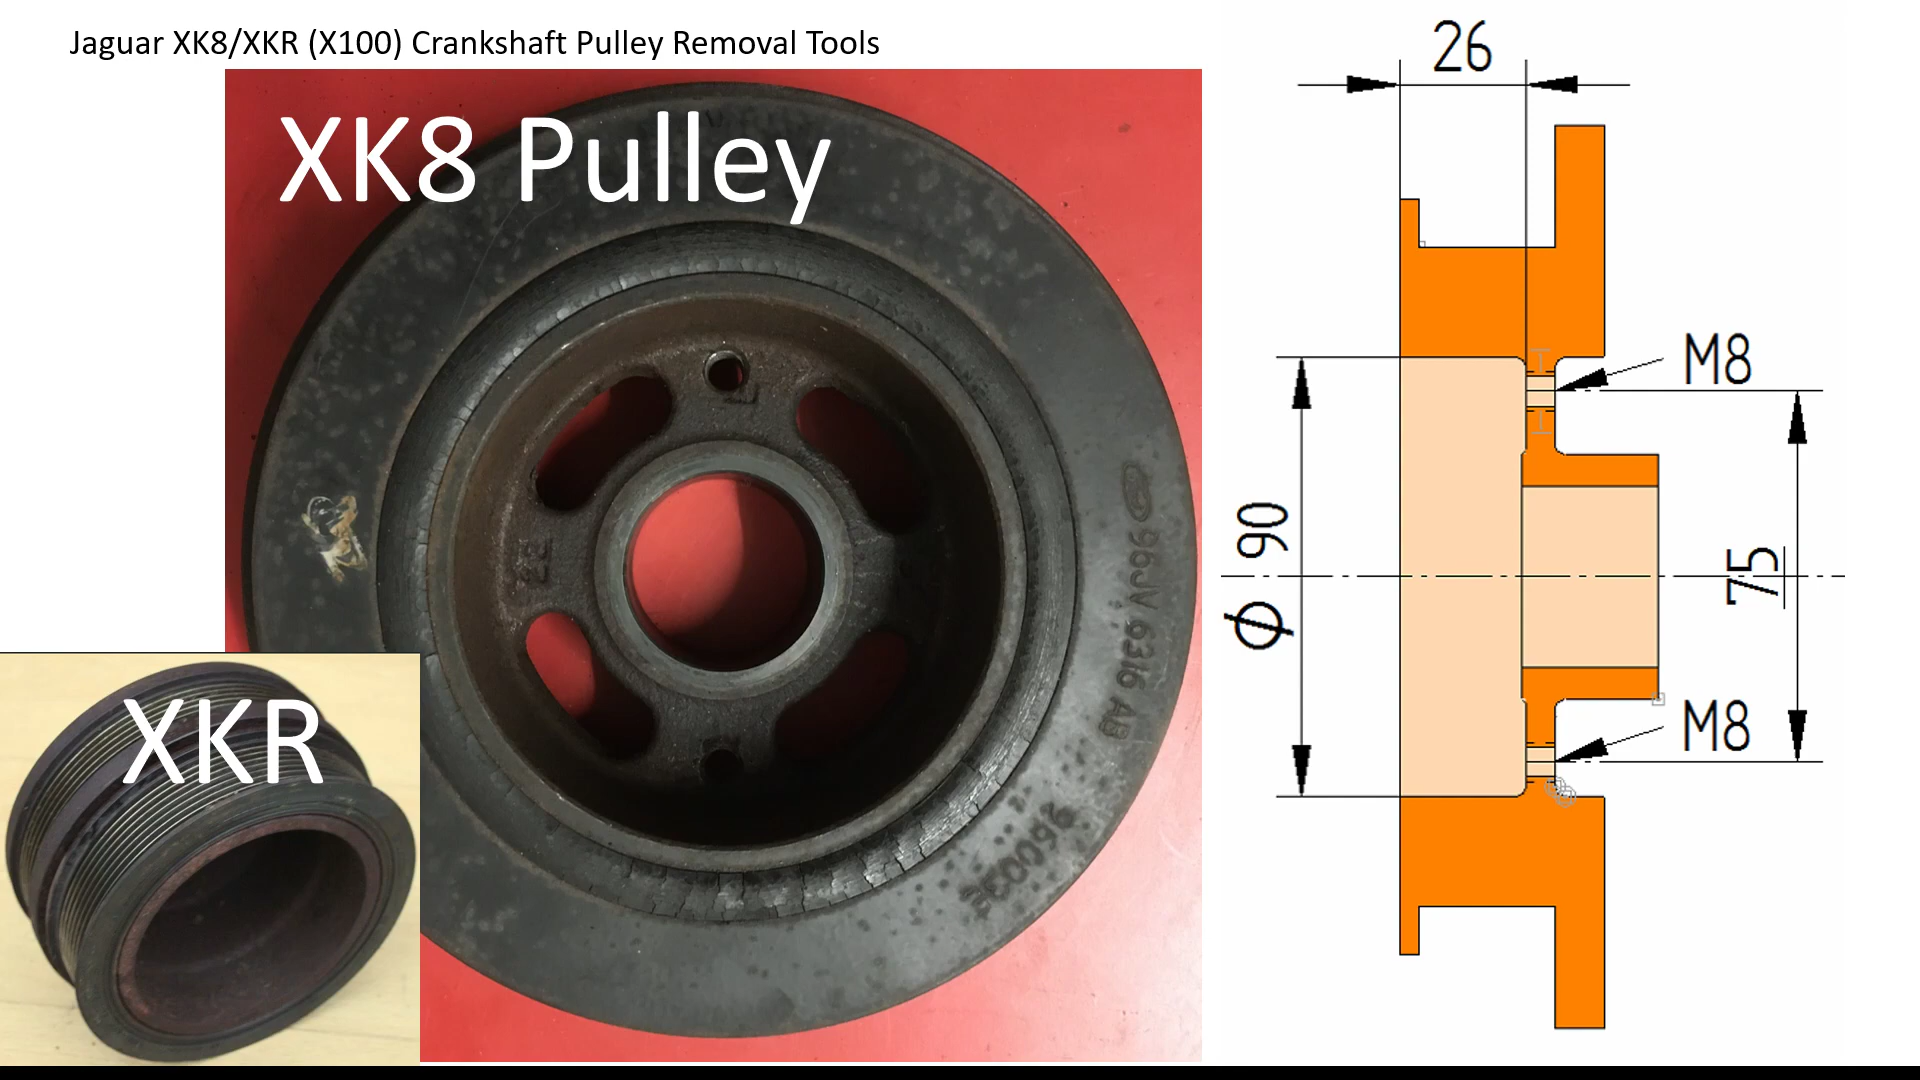 Jaguar XK8/XKR (X100) Crankshaft Pulley Removal Tools
XK8 Pulley
XKR
96JV 6316 AB
26
M8
ϕ 90
75
M8